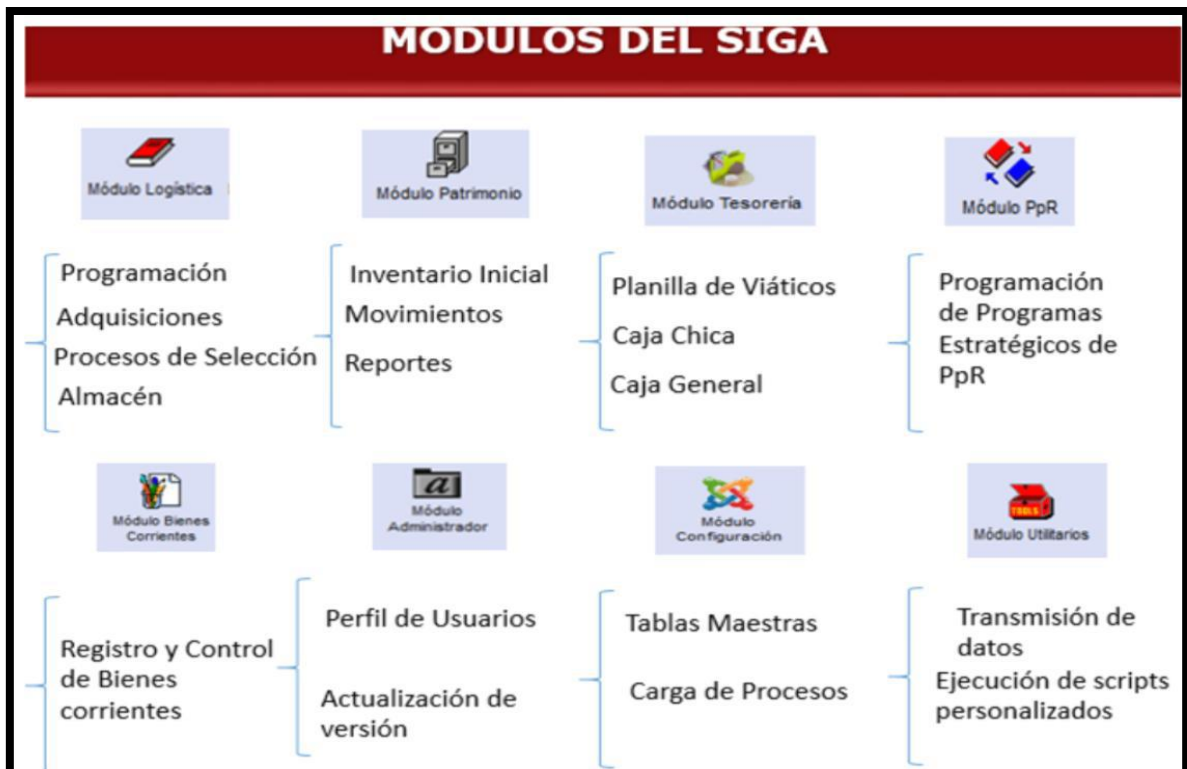 MODULOS DEL SIGA
Módulo Logística
Módulo Patrimonio
Módulo Tesorería
Módulo PpR
Programación
Adquisiciones
Procesos de Selección
Almacén
Inventario Inicial
Movimientos
Reportes
Planilla de Viáticos
Caja Chica
Caja General
Programación
de Programas
Estratégicos de
PpR
Módulo Bienes
Corrientes
Módulo
Administrador
Módulo
Configuración
TOOLS
Módulo Utilitarios
Registro y Control
de Bienes
corrientes
Perfil de Usuarios
Actualización de
versión
Tablas Maestras
Carga de Procesos
Transmisión de
datos
Ejecución de scripts
personalizados